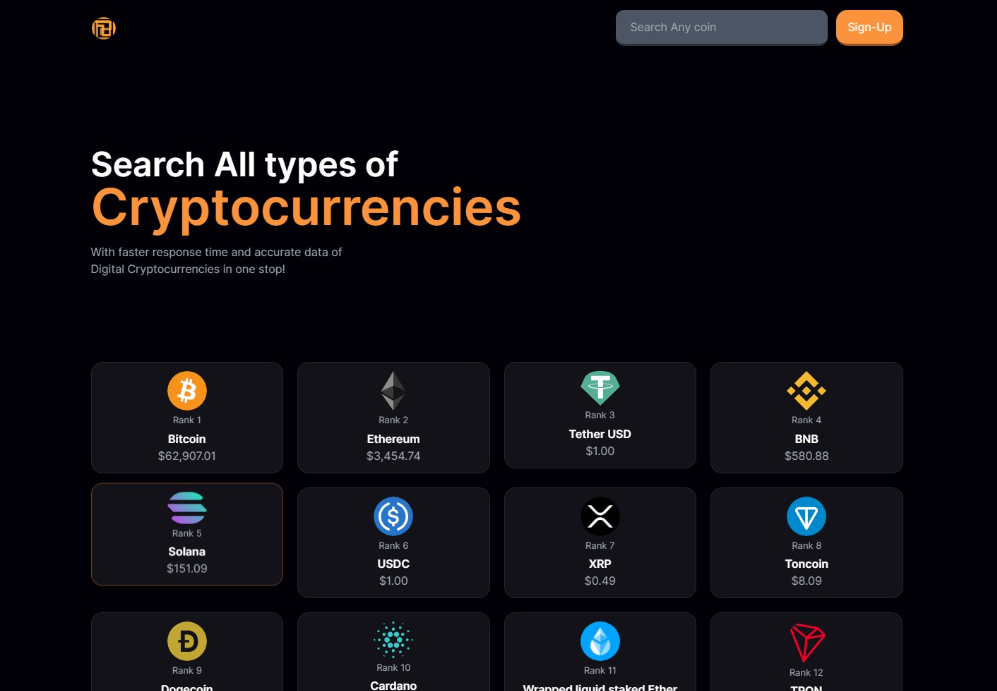 Search Any coin
Sign-Up
Search All types of
Cryptocurrencies
With faster response time and accurate data of
Digital Cryptocurrencies in one stop!
Rank 1
Bitcoin
$62,907.01
Rank 2
Ethereum
$3,454.74
Rank 3
Tether USD
$1.00
Rank 4
BNB
$580.88
Rank 5
Solana
$151.09
Rank 6
USDC
$1.00
Rank 7
XRP
$0.49
Rank 8
Toncoin
$8.09
Rank 9
Dogecoin
Rank 10
Cardano
Rank 11
Wrapped liquid staked Ether
Rank 12
TRON